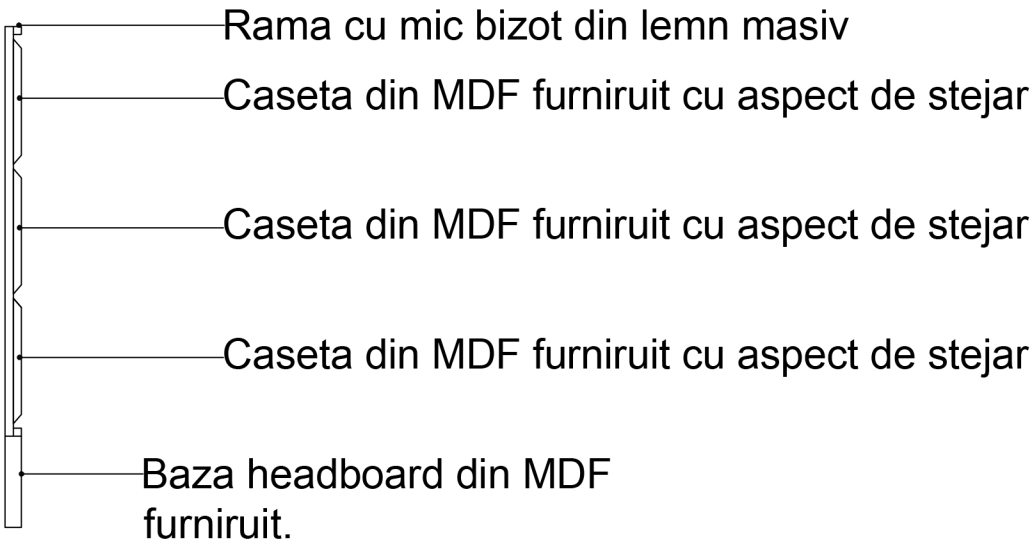 Rama cu mic bizot din lemn masiv
Caseta din MDF furniruit cu aspect de stejar
Caseta din MDF furniruit cu aspect de stejar
Caseta din MDF furniruit cu aspect de stejar
Baza headboard din MDF
furniruit.